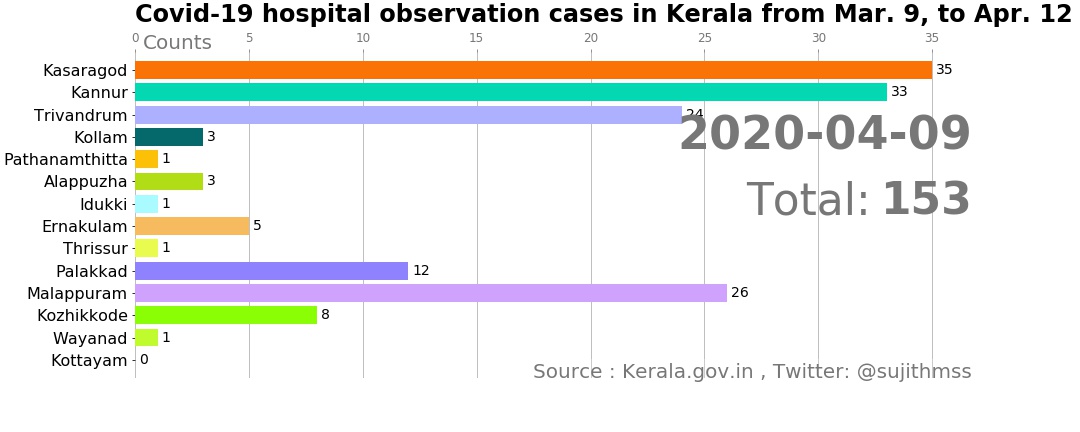 Covid-19 hospital observation cases in Kerala from Mar. 9, to Apr. 12
0 5 10 15 20 25 30 35
Counts
Kasaragod 35
Kannur 33
Trivandrum 24
2020-04-09
Kollam 3
Pathanamthitta 1
Alappuzha 3
Total: 153
Idukki 1
Ernakulam 5
Thrissur 1
Palakkad 12
Malappuram 26
Kozhikkode 8
Wayanad 1
Kottayam 0
Source : Kerala.gov.in , Twitter: @sujithmss